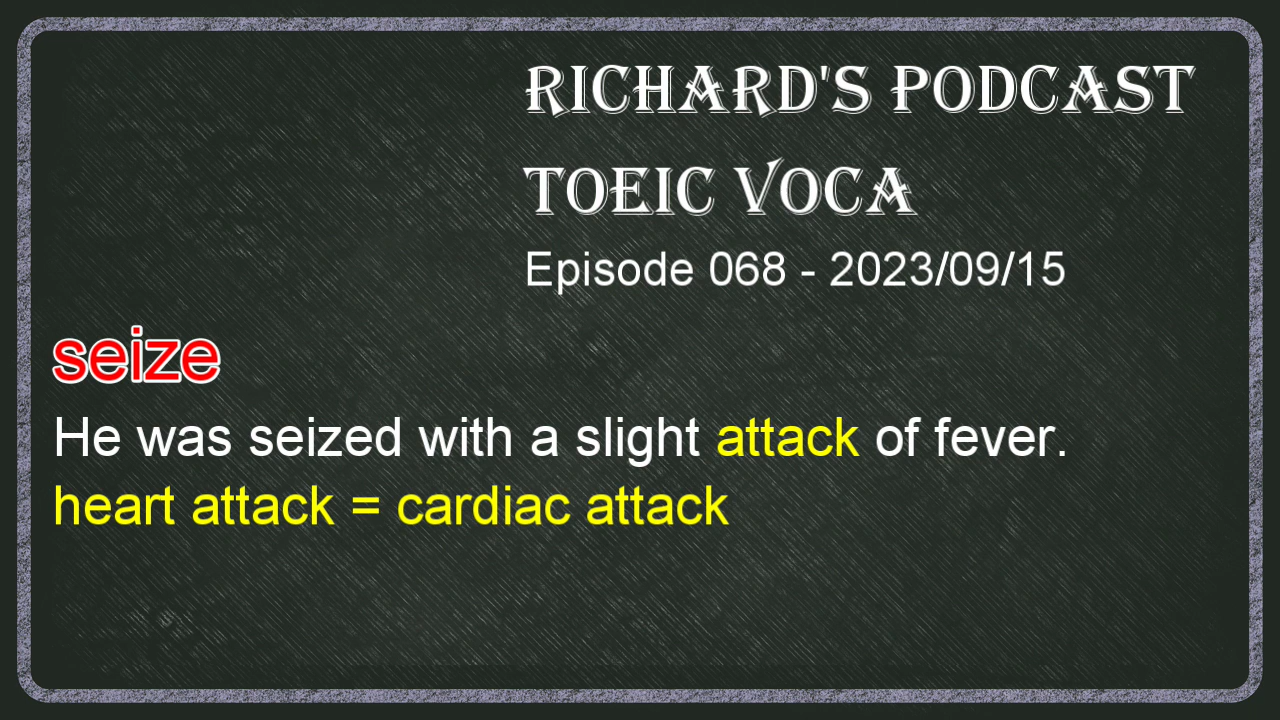 RICHARD'S PODCAST
TOEIC VOCA
Episode 068 - 2023/09/15
seize
He was seized with a slight attack of fever.
heart attack = cardiac attack